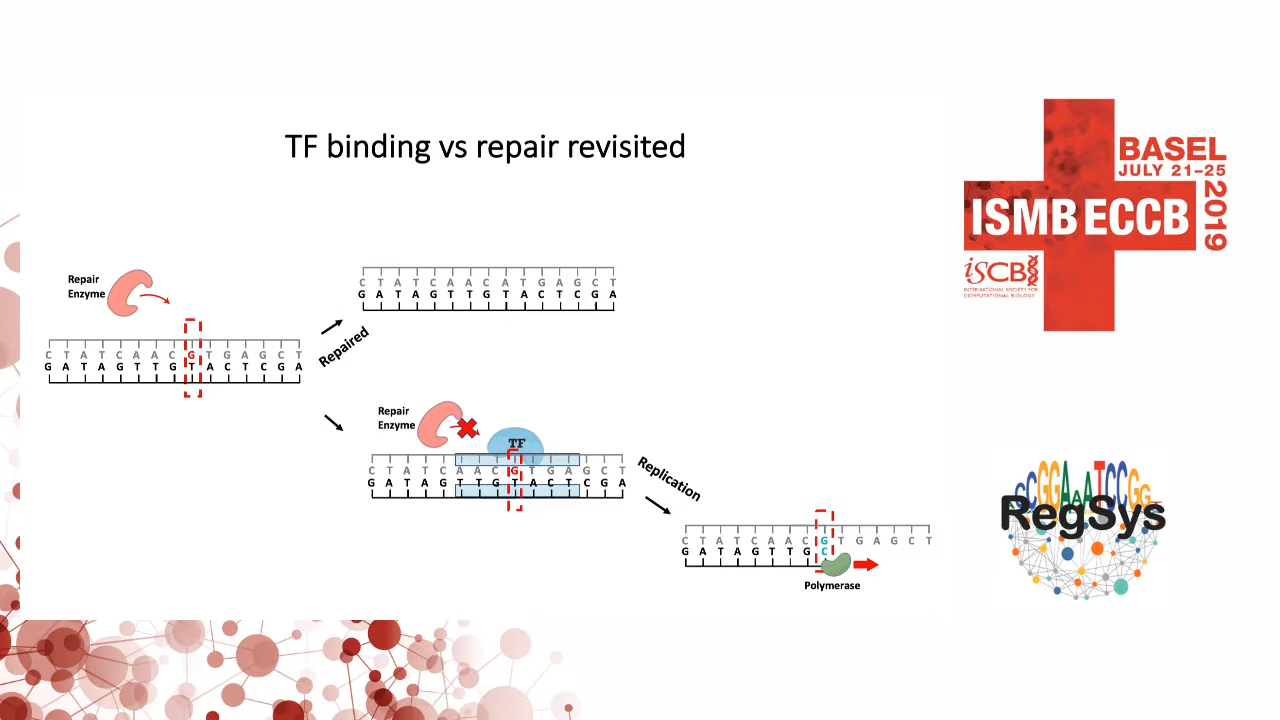 TF binding vs repair revisited
Repair
Enzyme
C T A T C A A C G T G A G C T
G A T A G T T G T A C T C G A
Repaired
C T A T C A A C A T G A G C T
G A T A G T T G T A C T C G A
Repair
Enzyme
TF
C T A T C A A C G T G A G C T
G A T A G T T G T A C T C G A
Replication
C T A T C A A C G T G A G C T
G A T A G T T G C
Polymerase
BASEL
JULY 21–25
2019
ISMB ECCB
ISCB
INTERNATIONAL SOCIETY FOR
COMPUTATIONAL BIOLOGY
GCGGAAATCCGG
RegSys